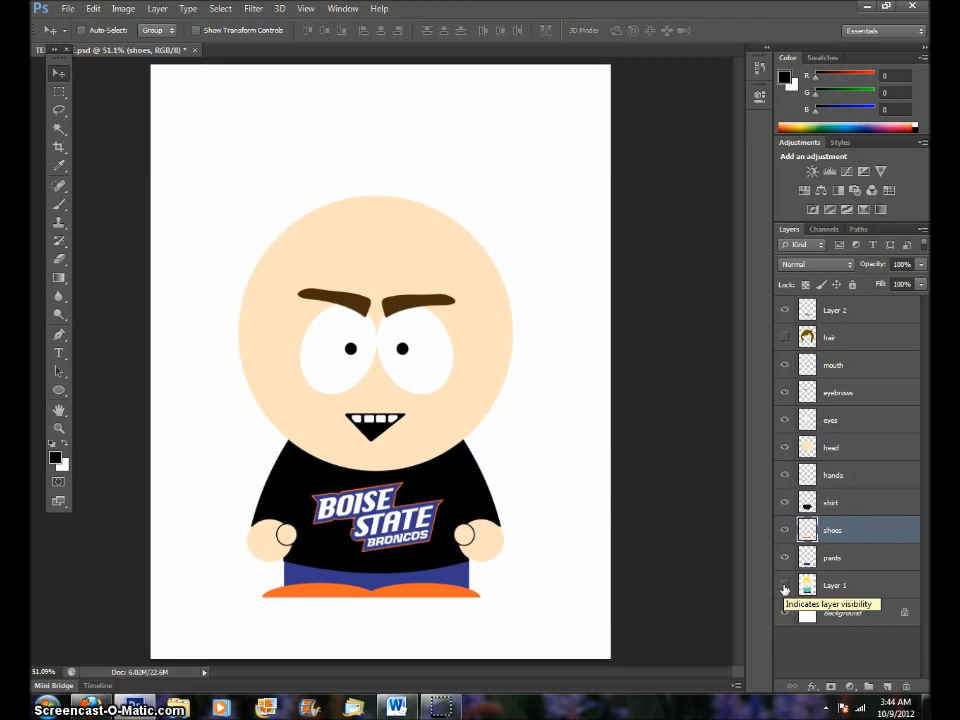 Ps File Edit Image Layer Type Select Filter 3D View Window Help
Auto-Select: Group Show Transform Controls 3D Modes: Essentials
.psd @ 51.1% (shoes, RGB/8) * ×
Color Swatches
R 0
G 0
B 0
Adjustments Styles
Add an adjustment
Layers Channels Paths
Kind
Normal Opacity: 100%
Lock: Fill: 100%
Layer 2
hair
mouth
eyebrows
eyes
head
hands
shirt
shoes
pants
Layer 1
Indicates layer visibility
Background
BOISE
STATE
BRONCOS
51.09% Doc: 6.02M/22.6M
Mini Bridge Timeline
Screencast-O-Matic.com
3:44 AM
10/9/2012